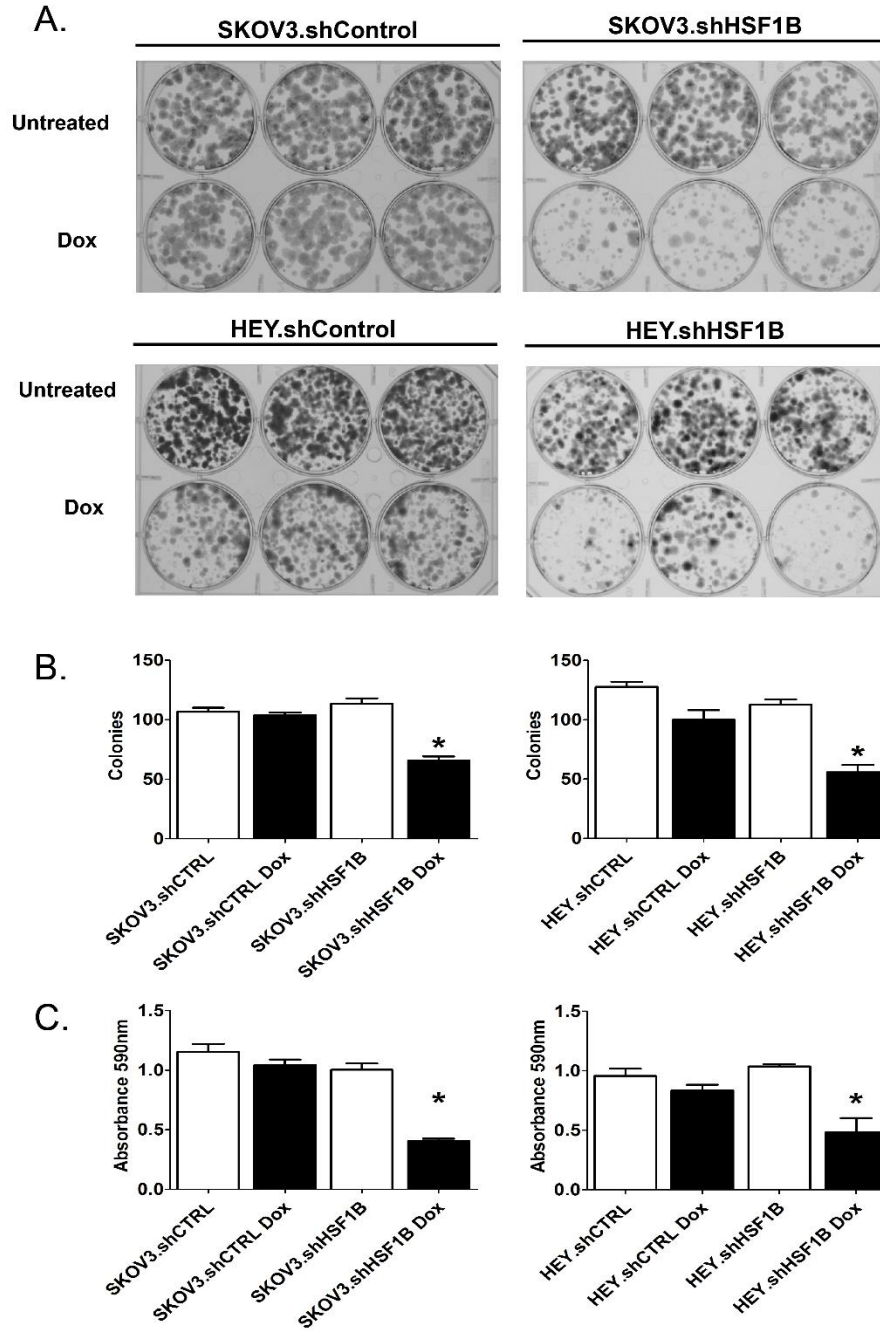 A.
SKOV3.shControl
SKOV3.shHSF1B
Untreated
Dox
HEY.shControl
HEY.shHSF1B
Untreated
Dox
B.
Colonies
150
100
50
0
SKOV3.shCTRL
SKOV3.shCTRL Dox
SKOV3.shHSF1B
SKOV3.shHSF1B Dox
*
Colonies
150
100
50
0
HEY.shCTRL
HEY.shCTRL Dox
HEY.shHSF1B
HEY.shHSF1B Dox
*
C.
Absorbance 590nm
1.5
1.0
0.5
0.0
SKOV3.shCTRL
SKOV3.shCTRL Dox
SKOV3.shHSF1B
SKOV3.shHSF1B Dox
*
Absorbance 590nm
1.5
1.0
0.5
0.0
HEY.shCTRL
HEY.shCTRL Dox
HEY.shHSF1B
HEY.shHSF1B Dox
*